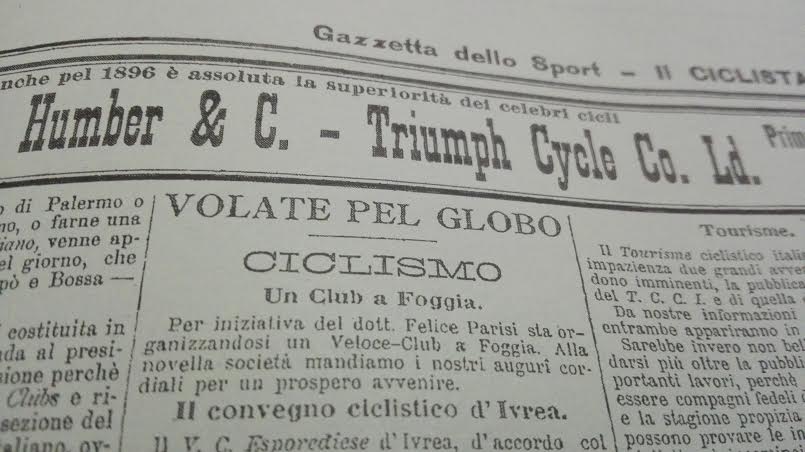 Gazzetta dello Sport – Il CICLISTA
nche pel 1896 è assoluta la superiorità dei celebri cicli
Humber & C. – Triumph Cycle Co. Ld.
di Palermo o
o farne una
venne ap-
el giorno, che
e Bossa —
costituita in
al presi-
perchè
Clubs e ri-
sezione del
ov-
VOLATE PEL GLOBO
CICLISMO
Un Club a Foggia.
Per iniziativa del dott. Felice Parisi sta or-
ganizzandosi un Veloce-Club a Foggia. Alla
novella società mandiamo i nostri auguri cor-
diali per un prospero avvenire.
Il convegno ciclistico d'Ivrea.
Il V. C. Eporediese d'Ivrea, d'accordo col
Tourisme.
Il Tourisme ciclistico itali
impazienza due grandi avve
dono imminenti, la pubblica
del T. C. C. I. e di quella
Da nostre informazioni
entrambe appariranno in
Sarebbe invero non bel
darsi più oltre la pubbli
portanti lavori, perchè
essere compagni fedeli d
e la stagione propizia
possono provare le in